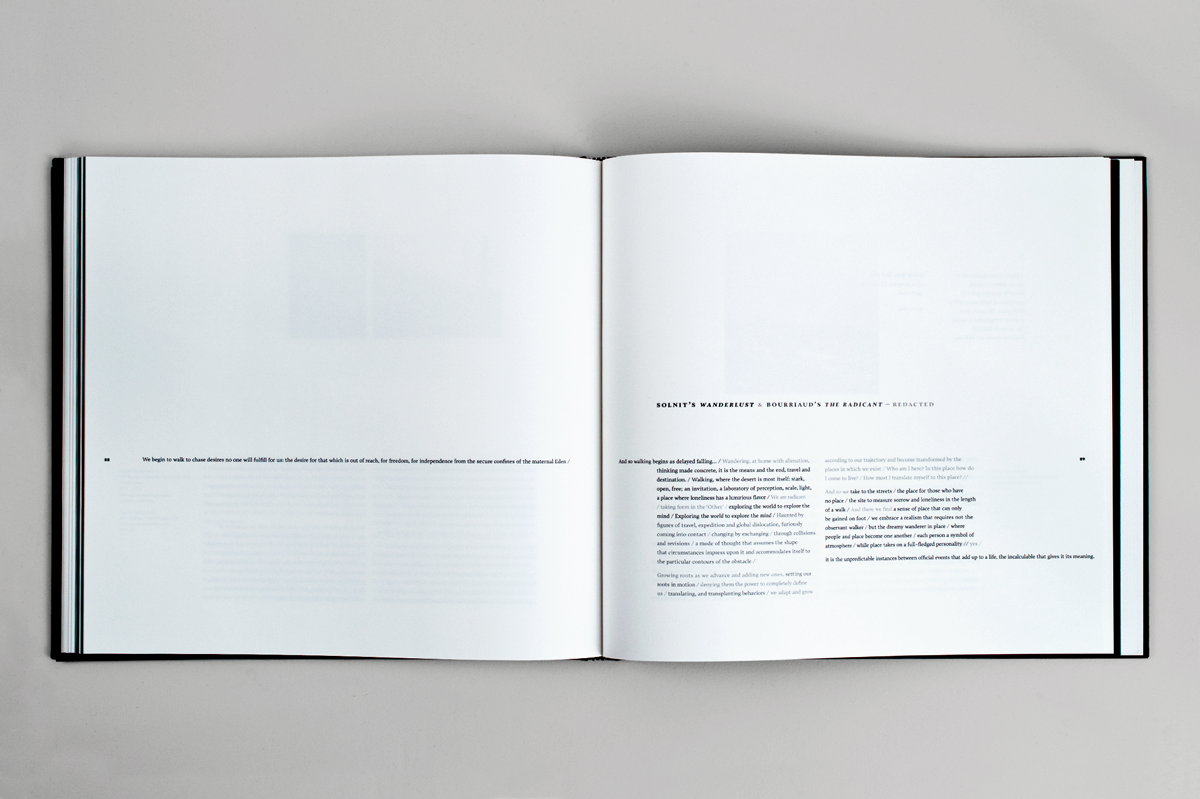 “
We begin to walk to chase desires no one will fulfill for us: the desire for that which is out of reach, for freedom, for independence from the secure confines of the maternal Eden /
SOLNIT'S WANDERLUST & BOURRIAUD'S THE RADICANT – REDACTED
And so walking begins as delayed falling... / Wandering, at home with alienation,
thinking made concrete, it is the means and the end, travel and
destination. / Walking, where the desert is most itself: stark,
open, free; an invitation, a laboratory of perception, scale, light,
a place where loneliness has a luxurious flavor / We are radicant
/ taking form in the 'Other' / exploring the world to explore the
mind / Exploring the world to explore the mind / Haunted by
figures of travel, expedition and global dislocation, furiously
coming into contact / changing by exchanging / through collisions
and revisions / a mode of thought that assumes the shape
that circumstances impress upon it and accommodates itself to
the particular contours of the obstacle /
Growing roots as we advance and adding new ones, setting our
roots in motion / denying them the power to completely define
us / translating, and transplanting behaviors / we adapt and grow
according to our trajectory and become transformed by the
places in which we exist / Who am I here? In this place how do
I come to live? / How must I translate myself to this place? //
And so we take to the streets / the place for those who have
no place / the site to measure sorrow and loneliness in the length
of a walk / And there we find a sense of place that can only
be gained on foot / we embrace a realism that requires not the
observant walker / but the dreamy wanderer in place / where
people and place become one another / each person a symbol of
atmosphere / while place takes on a full-fledged personality // yes /
it is the unpredictable instances between official events that add up to a life, the incalculable that gives it its meaning.
”